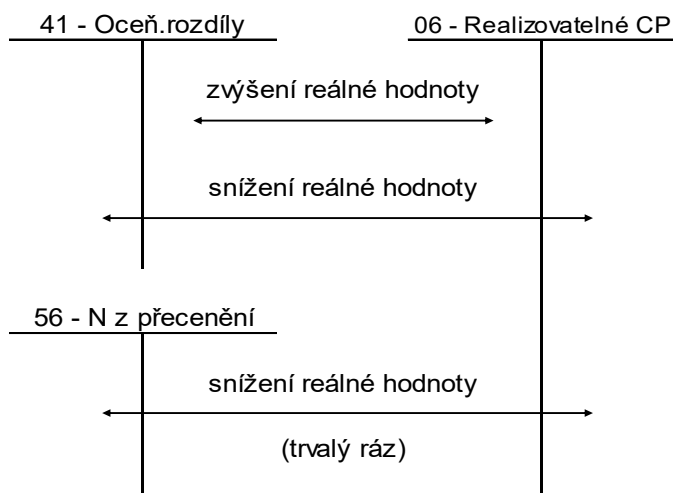 41 - Oceň.rozdíly
06 - Realizovatelné CP
zvýšení reálné hodnoty
snížení reálné hodnoty
56 - N z přecenění
snížení reálné hodnoty
(trvalý ráz)